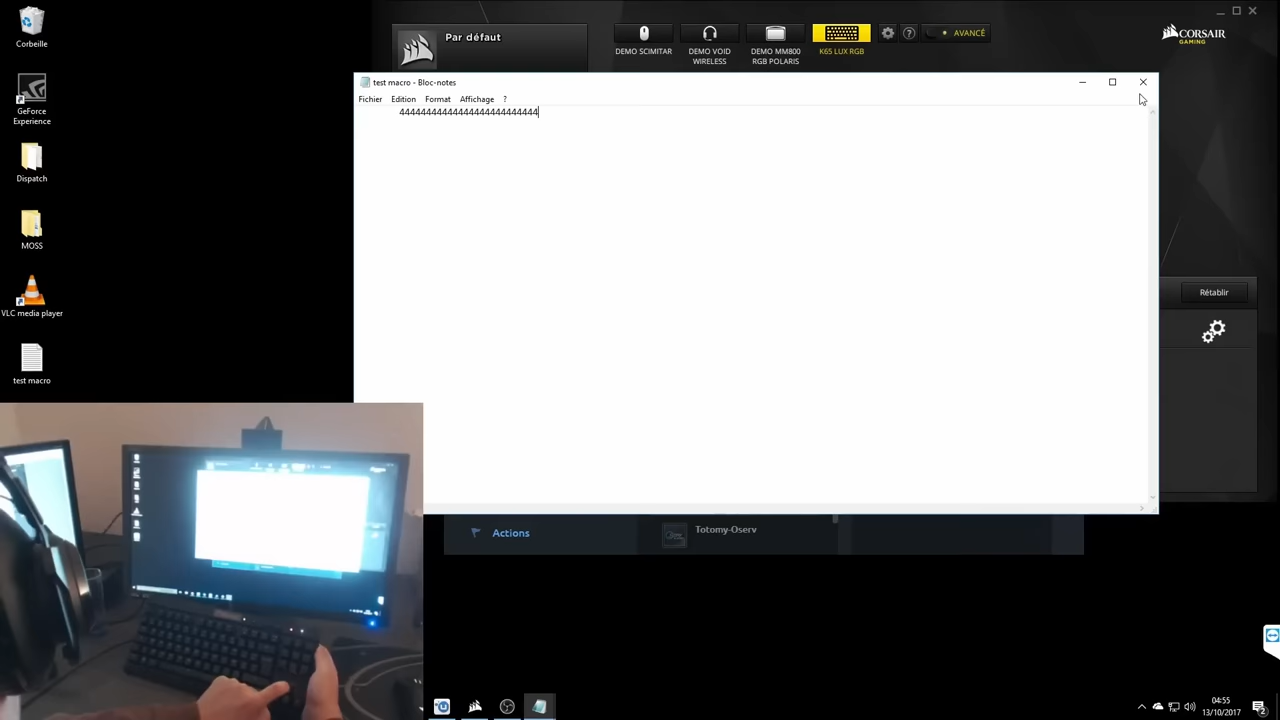 Corbeille
GeForce
Experience
Dispatch
MOSS
VLC media player
test macro
Par défaut
DEMO SCIMITAR
DEMO VOID
WIRELESS
DEMO MM800
RGB POLARIS
K65 LUX RGB
?
AVANCÉ
CORSAIR
GAMING
test macro - Bloc-notes
Fichier Edition Format Affichage ?
44444444444444444444444444
Rétablir
Actions
Totomy-Oserv
04:55
13/10/2017
2